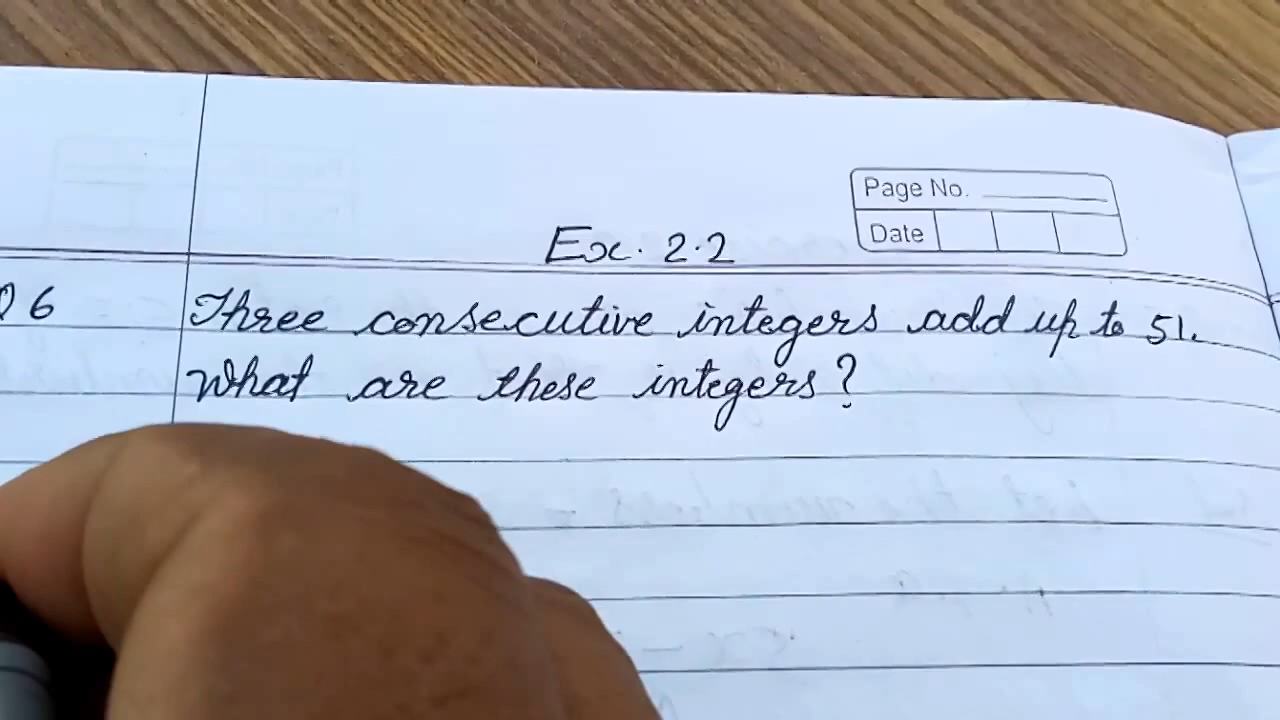 Page No.
Date
Ex. 2.2
Q6 Three consecutive integers add up to 51.
What are these integers?